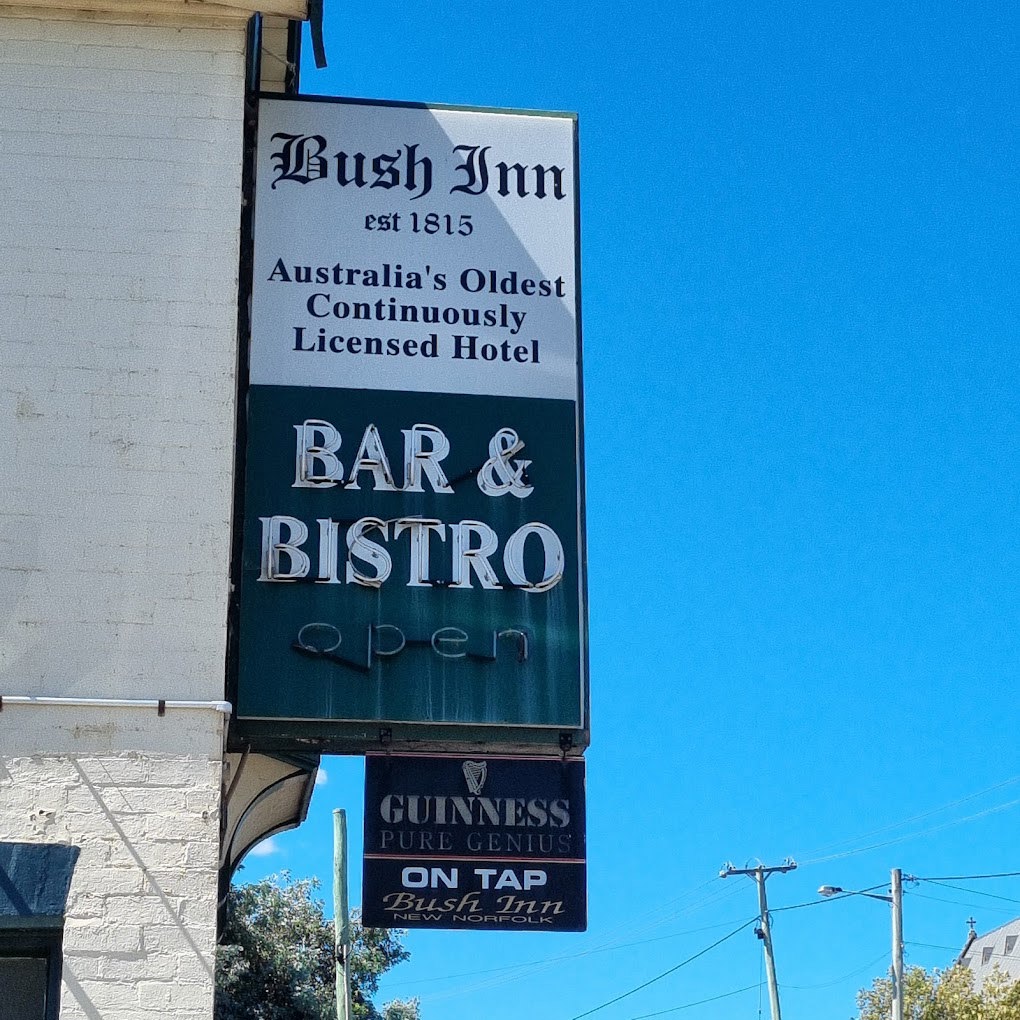 Bush Inn
est 1815
Australia's Oldest
Continuously
Licensed Hotel
BAR &
BISTRO
open
GUINNESS
PURE GENIUS
ON TAP
Bush Inn
NEW NORFOLK